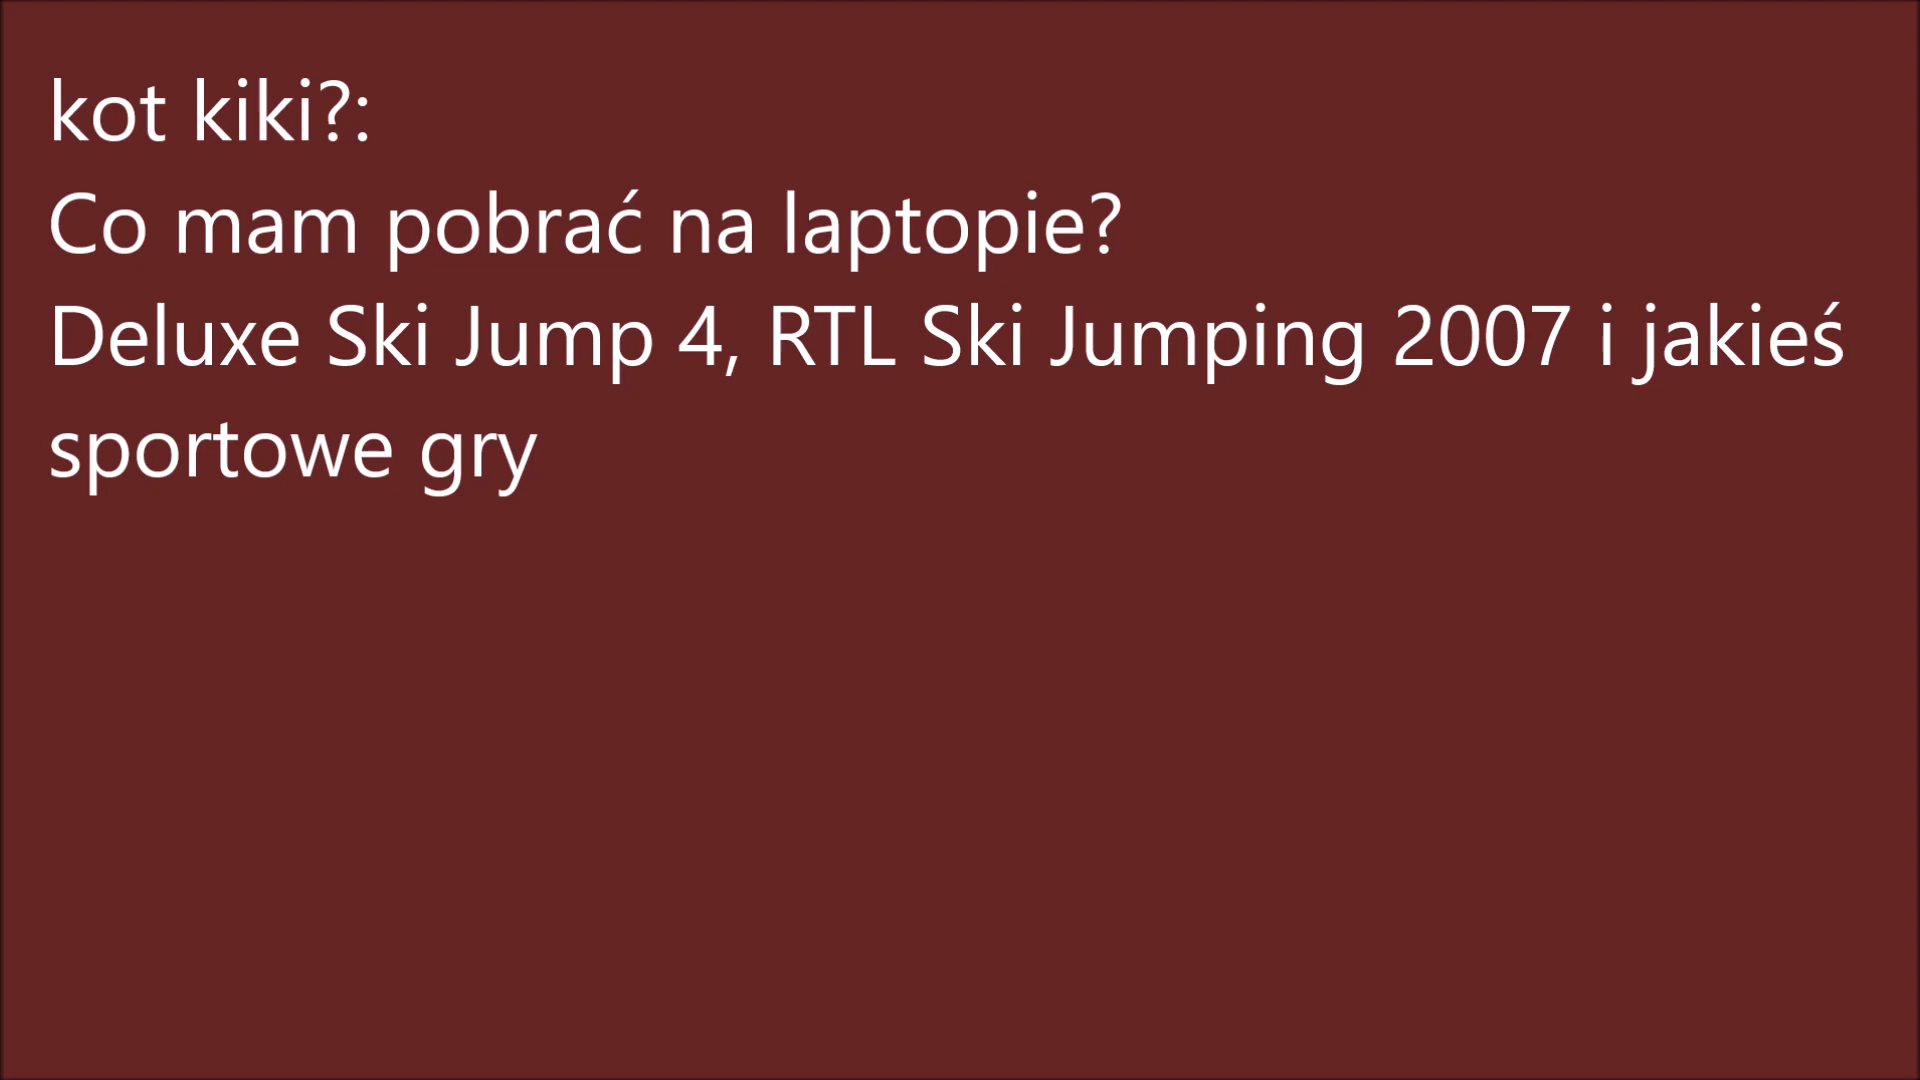 kot kiki?:
Co mam pobrać na laptopie?
Deluxe Ski Jump 4, RTL Ski Jumping 2007 i jakieś
sportowe gry